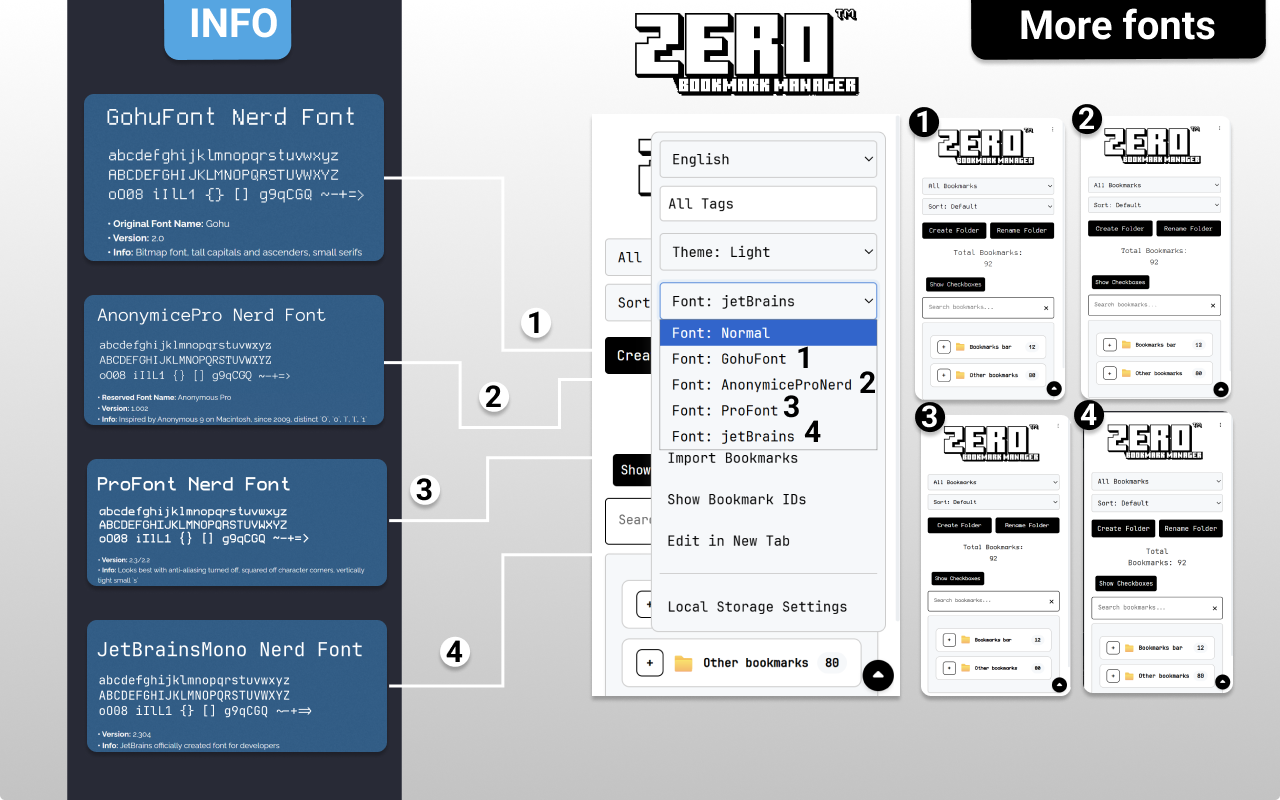 INFO
GohuFont Nerd Font
abcdefghijklmnopqrstuvwxyz
ABCDEFGHIJKLMNOPQRSTUVWXYZ
oO08 iIlL1 {} [] g9qCGQ ~-+=>
• Original Font Name: Gohu
• Version: 2.0
• Info: Bitmap font, tall capitals and ascenders, small serifs
AnonymicePro Nerd Font
abcdefghijklmnopqrstuvwxyz
ABCDEFGHIJKLMNOPQRSTUVWXYZ
oO08 iIlL1 {} [] g9qCGQ ~-+=>
• Reserved Font Name: Anonymous Pro
• Version: 1.002
• Info: Inspired by Anonymous 9 on Macintosh, since 2009, distinct 'O', 'o', 'I', 'l', '1'
ProFont Nerd Font
abcdefghijklmnopqrstuvwxyz
ABCDEFGHIJKLMNOPQRSTUVWXYZ
oO08 iIlL1 {} [] g9qCGQ ~-+=>
• Version: 2.3/2.2
• Info: Looks best with anti-aliasing turned off, squared off character corners, vertically
tight small 's'
JetBrainsMono Nerd Font
abcdefghijklmnopqrstuvwxyz
ABCDEFGHIJKLMNOPQRSTUVWXYZ
oO08 iIlL1 {} [] g9qCGQ ~-+=>
• Version: 2.304
• Info: JetBrains officially created font for developers
1
2
3
4
ZERO™
BOOKMARK MANAGER
English
All Tags
All
Theme: Light
Sort
Font: jetBrains
Font: Normal
Crea
Font: GohuFont 1
Font: AnonymiceProNerd 2
Font: ProFont 3
Font: jetBrains 4
Import Bookmarks
Show
Show Bookmark IDs
Sear
Edit in New Tab
+
Local Storage Settings
+ Other bookmarks 80
More fonts
1
ZERO™
BOOKMARK MANAGER
All Bookmarks
Sort: Default
Create Folder Rename Folder
Total Bookmarks:
92
Show Checkboxes
Search bookmarks... ×
+ Bookmarks bar 12
+ Other bookmarks 80
2
ZERO™
BOOKMARK MANAGER
All Bookmarks
Sort: Default
Create Folder Rename Folder
Total Bookmarks:
92
Show Checkboxes
Search bookmarks... ×
+ Bookmarks bar 12
+ Other bookmarks 80
3
ZERO™
BOOKMARK MANAGER
All Bookmarks
Sort: Default
Create Folder Rename Folder
Total Bookmarks:
92
Show Checkboxes
Search bookmarks... ×
+ Bookmarks bar 12
+ Other bookmarks 80
4
ZERO™
BOOKMARK MANAGER
All Bookmarks
Sort: Default
Create Folder Rename Folder
Total
Bookmarks: 92
Show Checkboxes
Search bookmarks... ×
+ Bookmarks bar 12
+ Other bookmarks 80